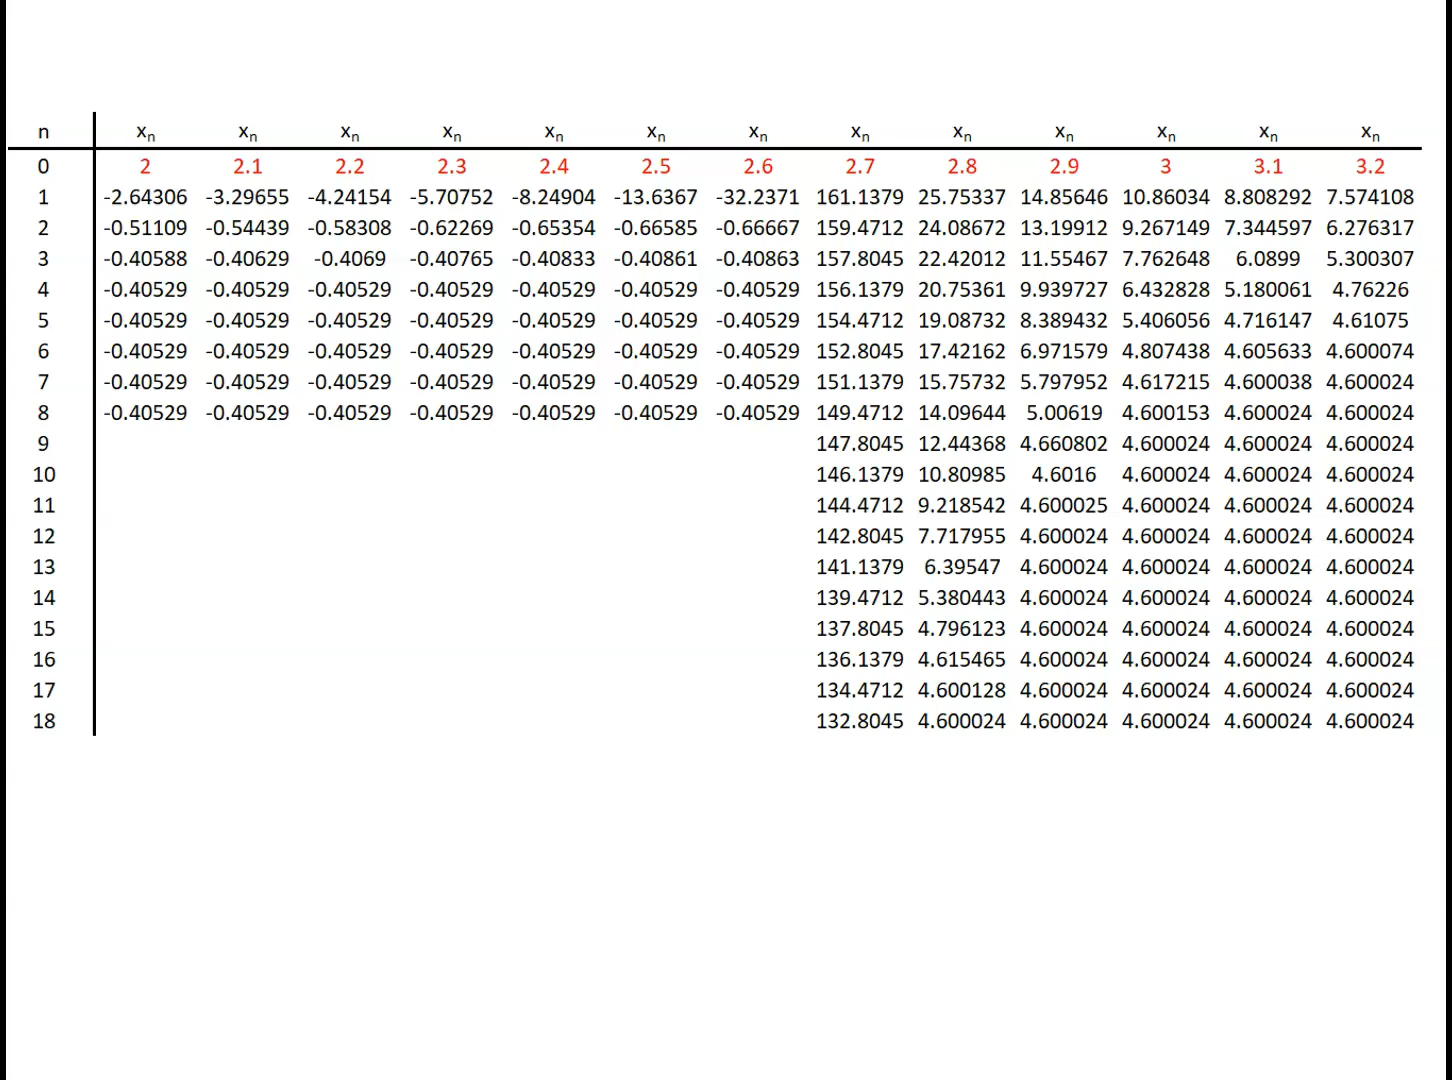 n xn xn xn xn xn xn xn xn xn xn xn xn xn
0 2 2.1 2.2 2.3 2.4 2.5 2.6 2.7 2.8 2.9 3 3.1 3.2
1 -2.64306 -3.29655 -4.24154 -5.70752 -8.24904 -13.6367 -32.2371 161.1379 25.75337 14.85646 10.86034 8.808292 7.574108
2 -0.51109 -0.54439 -0.58308 -0.62269 -0.65354 -0.66585 -0.66667 159.4712 24.08672 13.19912 9.267149 7.344597 6.276317
3 -0.40588 -0.40629 -0.4069 -0.40765 -0.40833 -0.40861 -0.40863 157.8045 22.42012 11.55467 7.762648 6.0899 5.300307
4 -0.40529 -0.40529 -0.40529 -0.40529 -0.40529 -0.40529 -0.40529 156.1379 20.75361 9.939727 6.432828 5.180061 4.76226
5 -0.40529 -0.40529 -0.40529 -0.40529 -0.40529 -0.40529 -0.40529 154.4712 19.08732 8.389432 5.406056 4.716147 4.61075
6 -0.40529 -0.40529 -0.40529 -0.40529 -0.40529 -0.40529 -0.40529 152.8045 17.42162 6.971579 4.807438 4.605633 4.600074
7 -0.40529 -0.40529 -0.40529 -0.40529 -0.40529 -0.40529 -0.40529 151.1379 15.75732 5.797952 4.617215 4.600038 4.600024
8 -0.40529 -0.40529 -0.40529 -0.40529 -0.40529 -0.40529 -0.40529 149.4712 14.09644 5.00619 4.600153 4.600024 4.600024
9 147.8045 12.44368 4.660802 4.600024 4.600024 4.600024
10 146.1379 10.80985 4.6016 4.600024 4.600024 4.600024
11 144.4712 9.218542 4.600025 4.600024 4.600024 4.600024
12 142.8045 7.717955 4.600024 4.600024 4.600024 4.600024
13 141.1379 6.39547 4.600024 4.600024 4.600024 4.600024
14 139.4712 5.380443 4.600024 4.600024 4.600024 4.600024
15 137.8045 4.796123 4.600024 4.600024 4.600024 4.600024
16 136.1379 4.615465 4.600024 4.600024 4.600024 4.600024
17 134.4712 4.600128 4.600024 4.600024 4.600024 4.600024
18 132.8045 4.600024 4.600024 4.600024 4.600024 4.600024